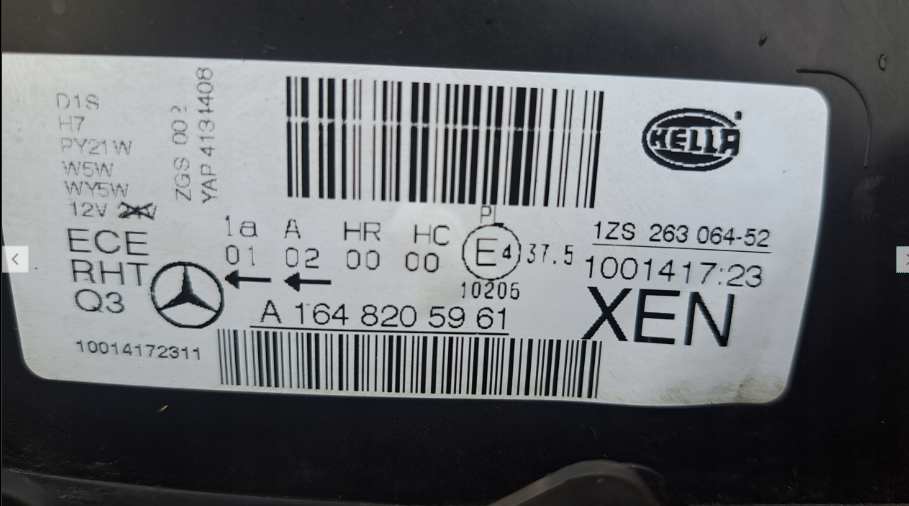 D1S
H7
PY21W
W5W
WY5W
12V 24V
ZGS 002
YAP 4131408
HELLA
ECE
RHT
Q3
1a A HR HC
01 02 00 00
PL
E4 37.5
10206
1ZS 263 064-52
1001417:23
XEN
A 164 820 59 61
10014172311